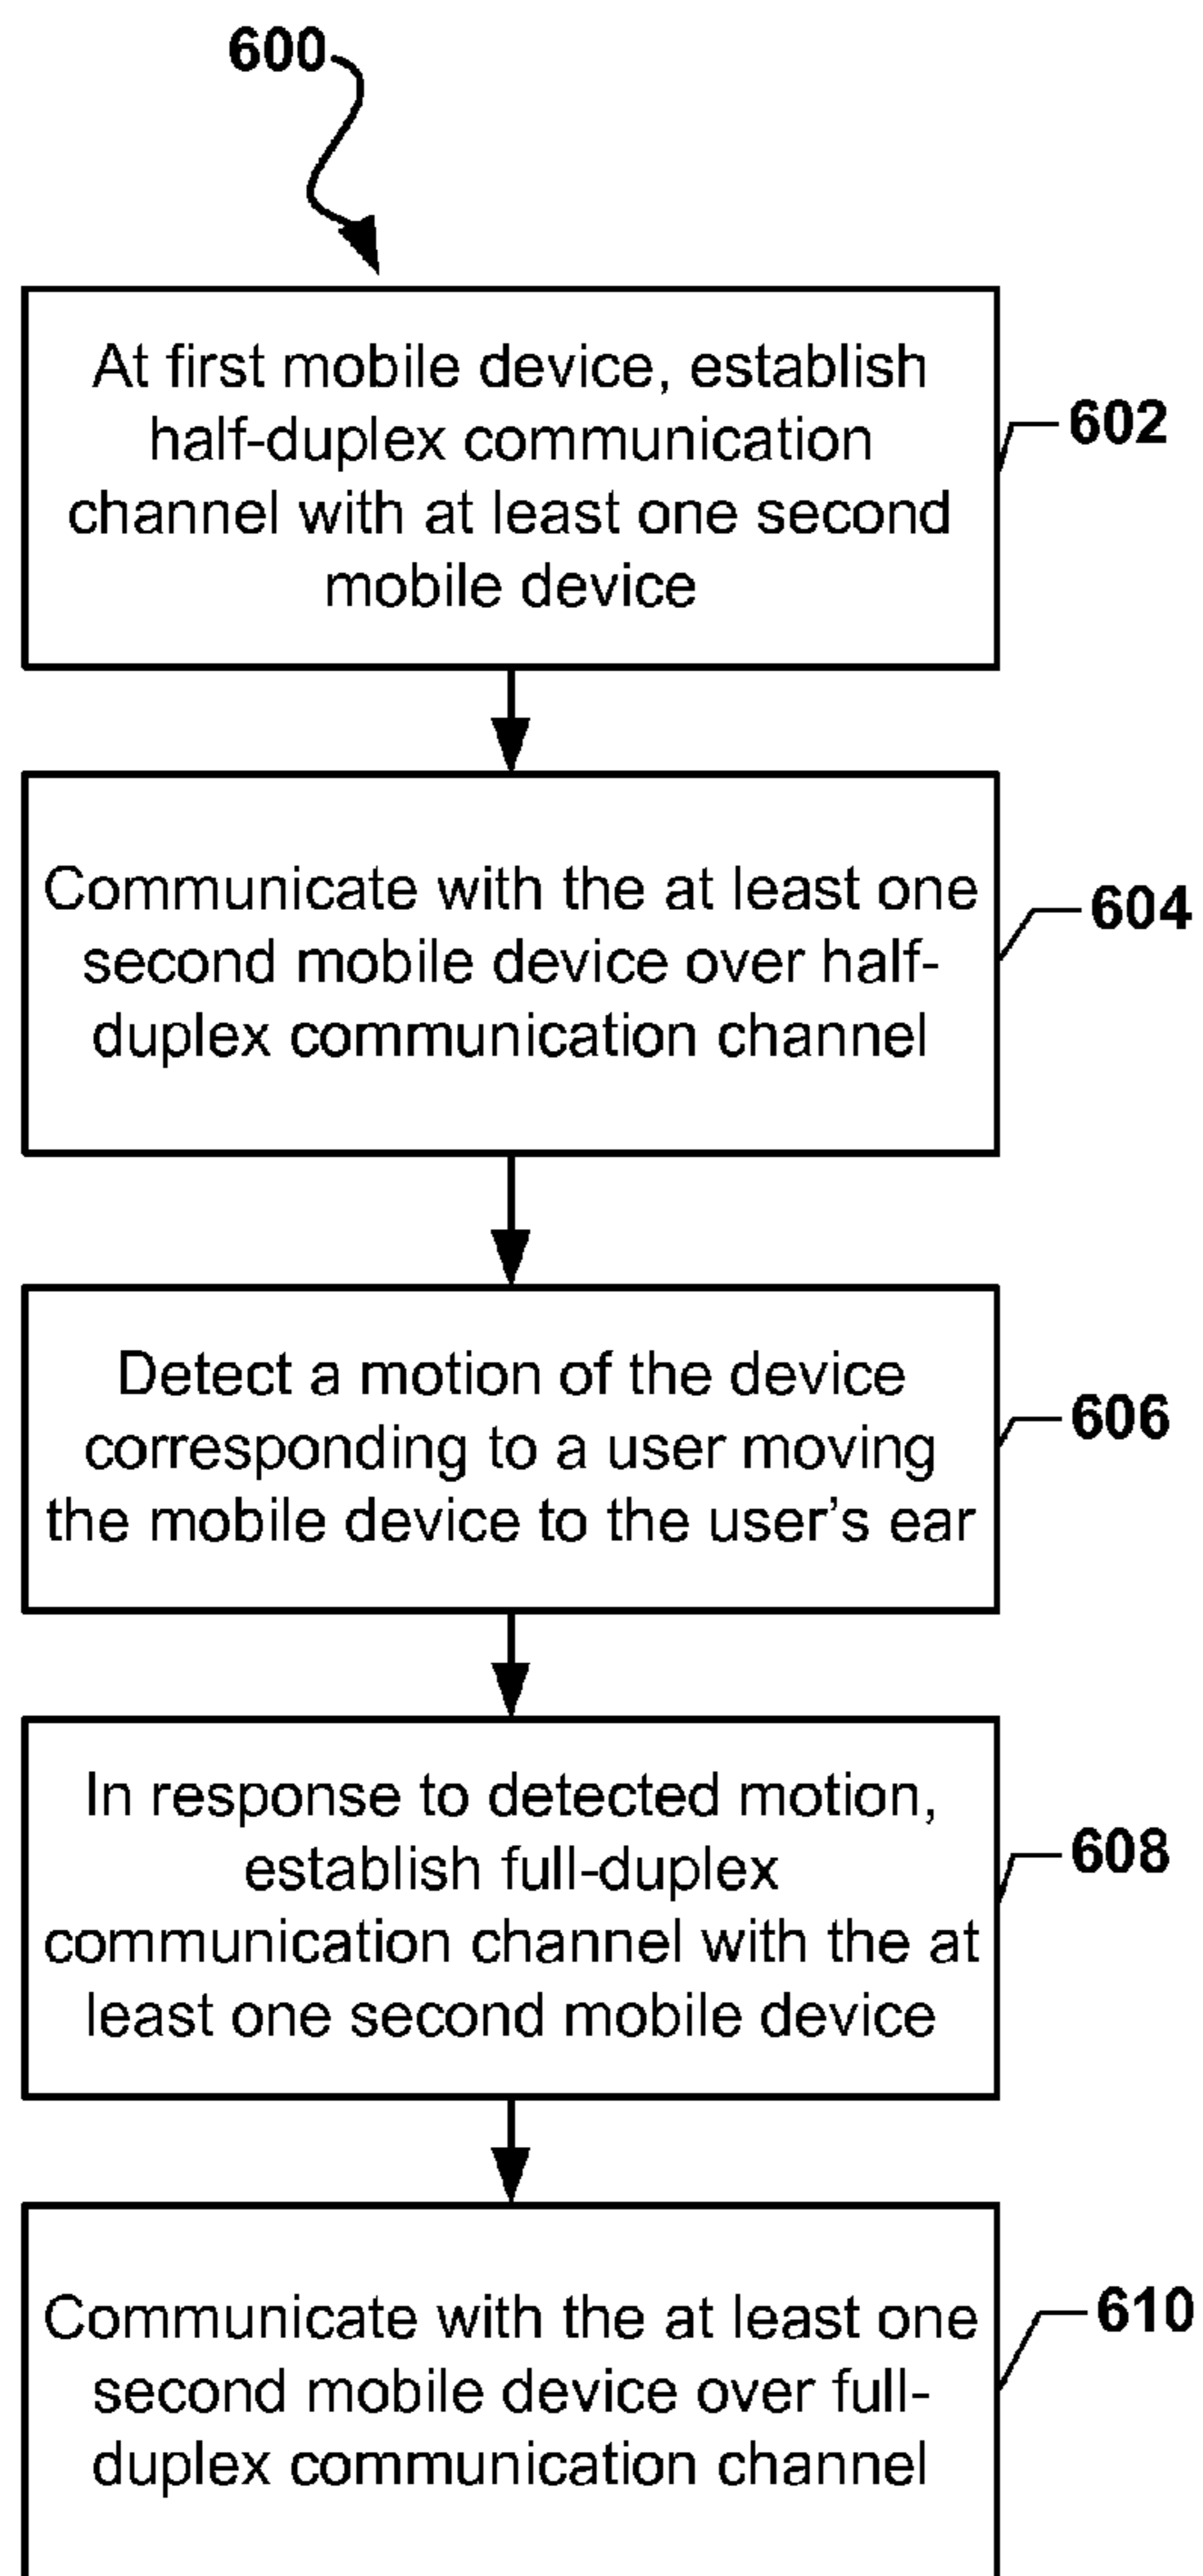 600
At first mobile device, establish
half-duplex communication
channel with at least one second
mobile device
602
Communicate with the at least one
second mobile device over half-
duplex communication channel
604
Detect a motion of the device
corresponding to a user moving
the mobile device to the user's ear
606
In response to detected motion,
establish full-duplex
communication channel with the at
least one second mobile device
608
Communicate with the at least one
second mobile device over full-
duplex communication channel
610